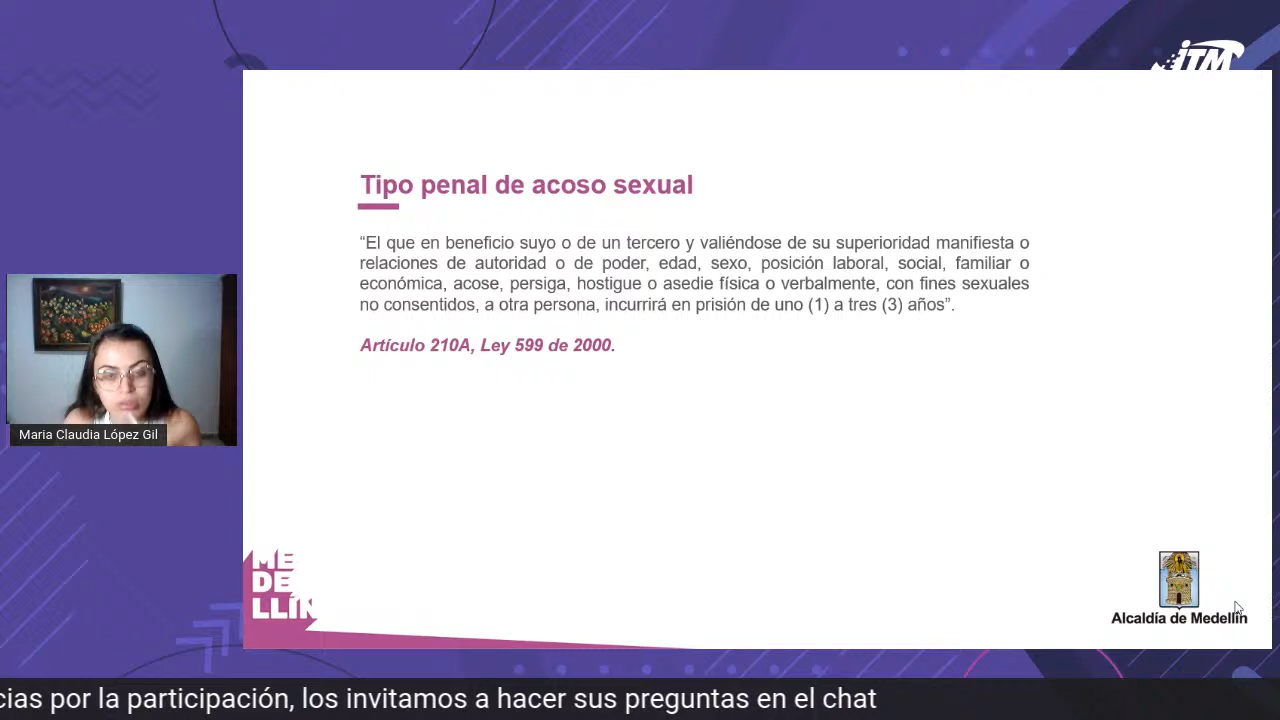 iTM
Tipo penal de acoso sexual
“El que en beneficio suyo o de un tercero y valiéndose de su superioridad manifiesta o
relaciones de autoridad o de poder, edad, sexo, posición laboral, social, familiar o
económica, acose, persiga, hostigue o asedie física o verbalmente, con fines sexuales
no consentidos, a otra persona, incurrirá en prisión de uno (1) a tres (3) años”.
Artículo 210A, Ley 599 de 2000.
Maria Claudia López Gil
ME
DE
LLÍN
Alcaldía de Medellín
cias por la participación, los invitamos a hacer sus preguntas en el chat